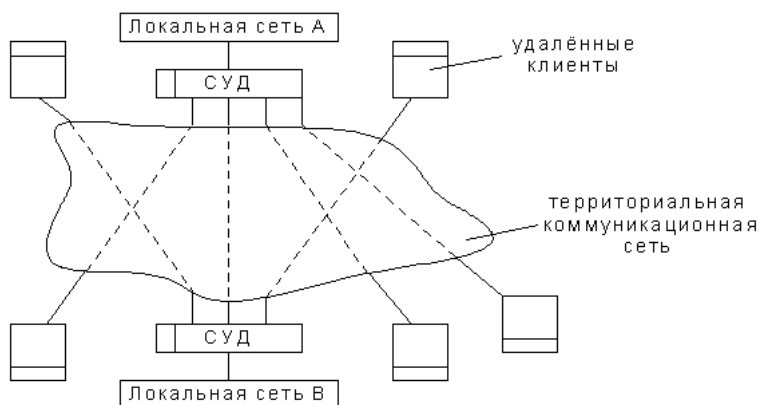 Локальная сеть А
СУД
удалённые
клиенты
территориальная
коммуникационная
сеть
СУД
Локальная сеть В